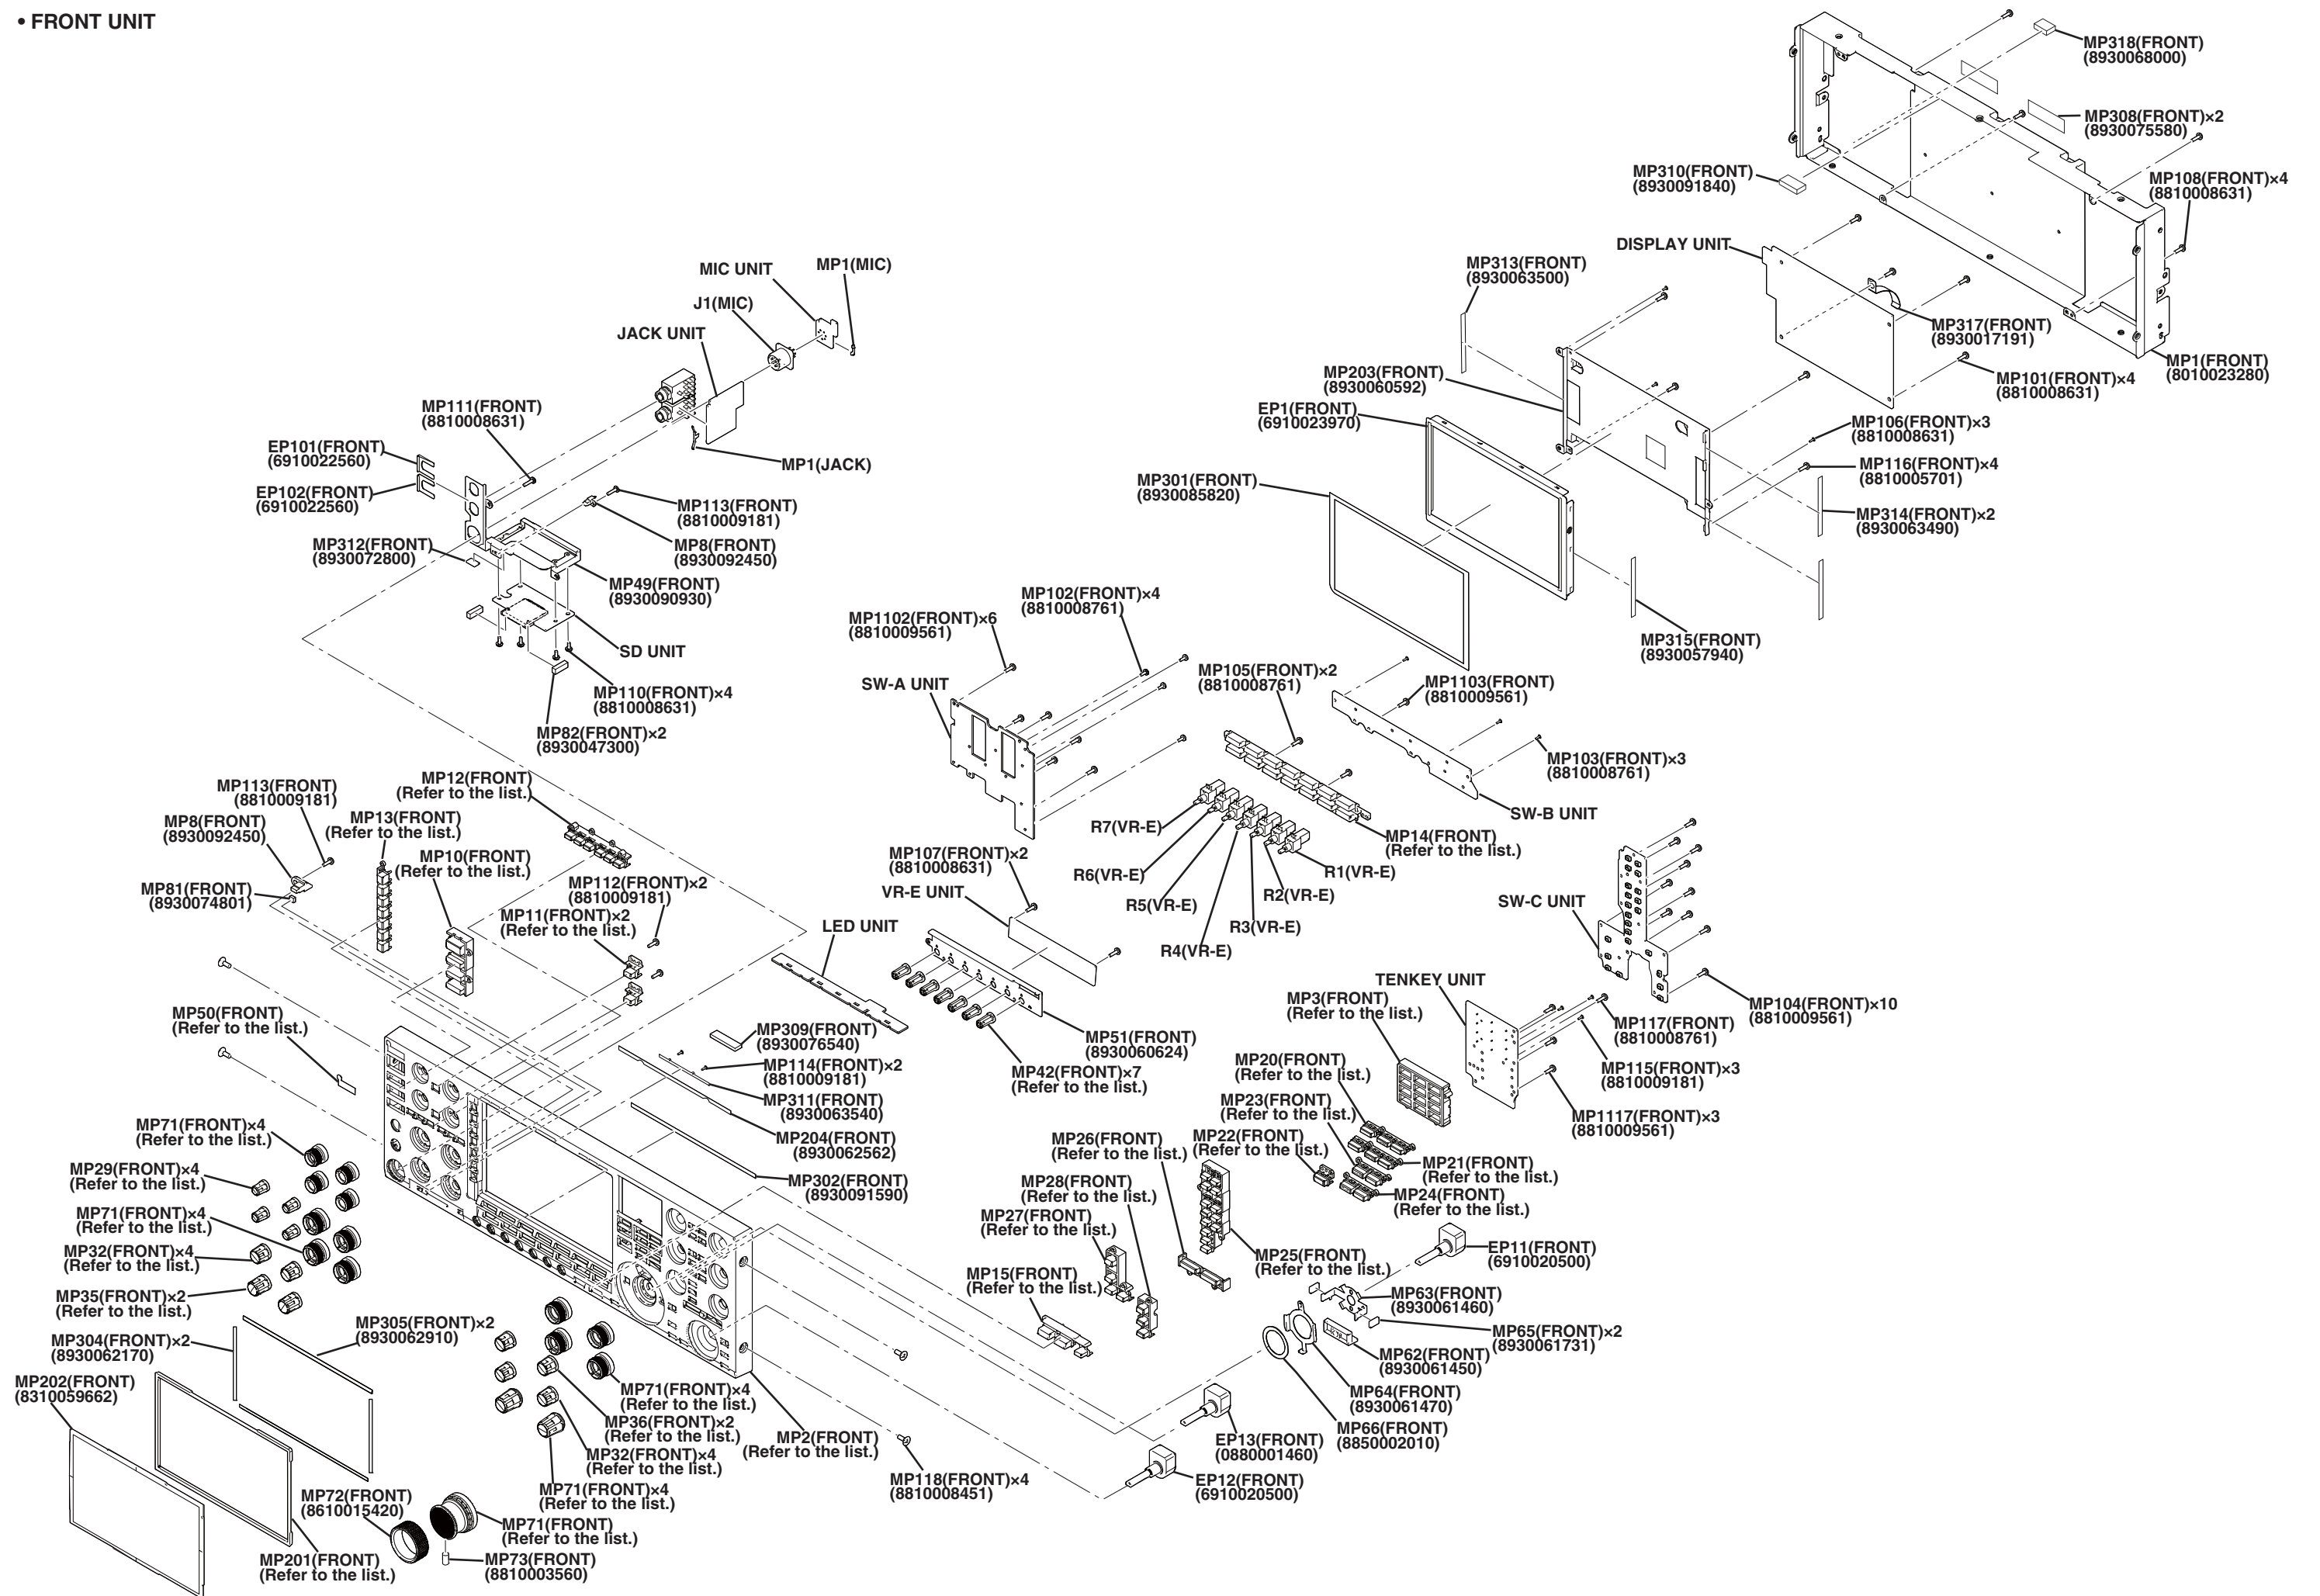 • FRONT UNIT
MP318(FRONT)
(8930068000)
MP308(FRONT)×2
(8930075580)
MP310(FRONT)
(8930091840)
MP108(FRONT)×4
(8810008631)
DISPLAY UNIT
MP317(FRONT)
(8930017191)
MP1(FRONT)
(8010023280)
MP101(FRONT)×4
(8810008631)
MP313(FRONT)
(8930063500)
MP203(FRONT)
(8930060592)
EP1(FRONT)
(6910023970)
MP106(FRONT)×3
(8810008631)
MP116(FRONT)×4
(8810005701)
MP314(FRONT)×2
(8930063490)
MP301(FRONT)
(8930085820)
MP315(FRONT)
(8930057940)
MIC UNIT
MP1(MIC)
J1(MIC)
JACK UNIT
MP111(FRONT)
(8810008631)
EP101(FRONT)
(6910022560)
EP102(FRONT)
(6910022560)
MP1(JACK)
MP113(FRONT)
(8810009181)
MP8(FRONT)
(8930092450)
MP312(FRONT)
(8930072800)
MP49(FRONT)
(8930090930)
SD UNIT
MP110(FRONT)×4
(8810008631)
MP82(FRONT)×2
(8930047300)
MP102(FRONT)×4
(8810008761)
MP1102(FRONT)×6
(8810009561)
SW-A UNIT
MP105(FRONT)×2
(8810008761)
MP1103(FRONT)
(8810009561)
MP103(FRONT)×3
(8810008761)
SW-B UNIT
MP14(FRONT)
(Refer to the list.)
R7(VR-E)
R6(VR-E)
R5(VR-E)
R4(VR-E)
R3(VR-E)
R2(VR-E)
R1(VR-E)
MP107(FRONT)×2
(8810008631)
VR-E UNIT
LED UNIT
MP12(FRONT)
(Refer to the list.)
MP113(FRONT)
(8810009181)
MP13(FRONT)
(Refer to the list.)
MP8(FRONT)
(8930092450)
MP10(FRONT)
(Refer to the list.)
MP81(FRONT)
(8930074801)
MP112(FRONT)×2
(8810009181)
MP11(FRONT)×2
(Refer to the list.)
SW-C UNIT
MP104(FRONT)×10
(8810009561)
TENKEY UNIT
MP3(FRONT)
(Refer to the list.)
MP117(FRONT)
(8810008761)
MP115(FRONT)×3
(8810009181)
MP1117(FRONT)×3
(8810009561)
MP50(FRONT)
(Refer to the list.)
MP309(FRONT)
(8930076540)
MP114(FRONT)×2
(8810009181)
MP311(FRONT)
(8930063540)
MP204(FRONT)
(8930062562)
MP302(FRONT)
(8930091590)
MP51(FRONT)
(8930060624)
MP42(FRONT)×7
(Refer to the list.)
MP20(FRONT)
(Refer to the list.)
MP23(FRONT)
(Refer to the list.)
MP22(FRONT)
(Refer to the list.)
MP26(FRONT)
(Refer to the list.)
MP21(FRONT)
(Refer to the list.)
MP24(FRONT)
(Refer to the list.)
MP28(FRONT)
(Refer to the list.)
MP27(FRONT)
(Refer to the list.)
MP25(FRONT)
(Refer to the list.)
MP15(FRONT)
(Refer to the list.)
EP11(FRONT)
(6910020500)
MP63(FRONT)
(8930061460)
MP65(FRONT)×2
(8930061731)
MP62(FRONT)
(8930061450)
MP64(FRONT)
(8930061470)
MP66(FRONT)
(8850002010)
EP13(FRONT)
(0880001460)
EP12(FRONT)
(6910020500)
MP71(FRONT)×4
(Refer to the list.)
MP29(FRONT)×4
(Refer to the list.)
MP71(FRONT)×4
(Refer to the list.)
MP32(FRONT)×4
(Refer to the list.)
MP35(FRONT)×2
(Refer to the list.)
MP305(FRONT)×2
(8930062910)
MP304(FRONT)×2
(8930062170)
MP202(FRONT)
(8310059662)
MP71(FRONT)×4
(Refer to the list.)
MP36(FRONT)×2
(Refer to the list.)
MP32(FRONT)×4
(Refer to the list.)
MP71(FRONT)×4
(Refer to the list.)
MP2(FRONT)
(Refer to the list.)
MP118(FRONT)×4
(8810008451)
MP72(FRONT)
(8610015420)
MP71(FRONT)
(Refer to the list.)
MP73(FRONT)
(8810003560)
MP201(FRONT)
(Refer to the list.)